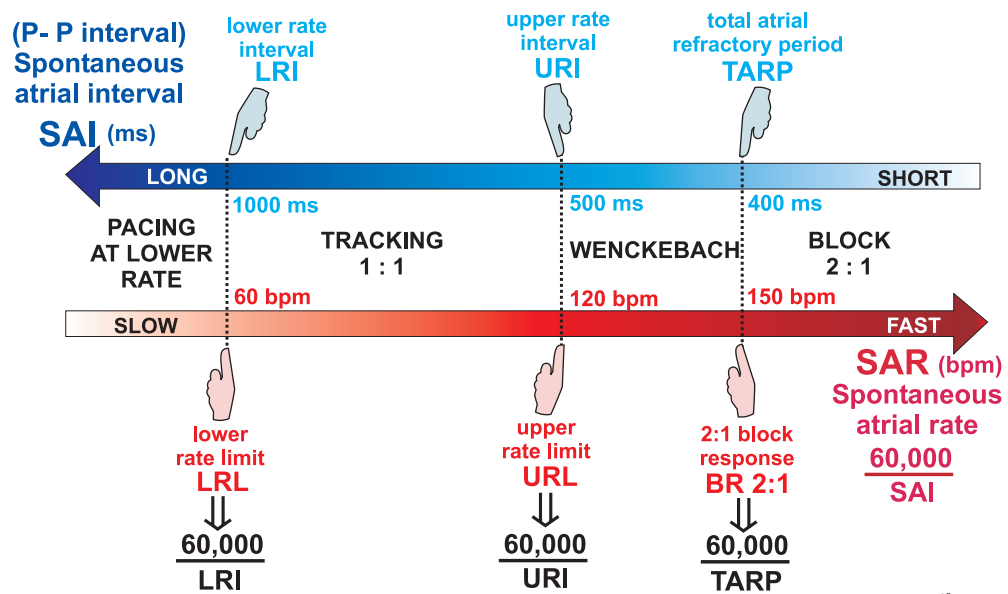 (P- P interval)
Spontaneous
atrial interval
SAI (ms)
lower rate
interval
LRI
upper rate
interval
URI
total atrial
refractory period
TARP
LONG
SHORT
1000 ms
500 ms
400 ms
PACING
AT LOWER
RATE
TRACKING
1 : 1
WENCKEBACH
BLOCK
2 : 1
60 bpm
120 bpm
150 bpm
SLOW
FAST
lower
rate limit
LRL
60,000
LRI
upper
rate limit
URL
60,000
URI
2:1 block
response
BR 2:1
60,000
TARP
SAR (bpm)
Spontaneous
atrial rate
60,000
SAI